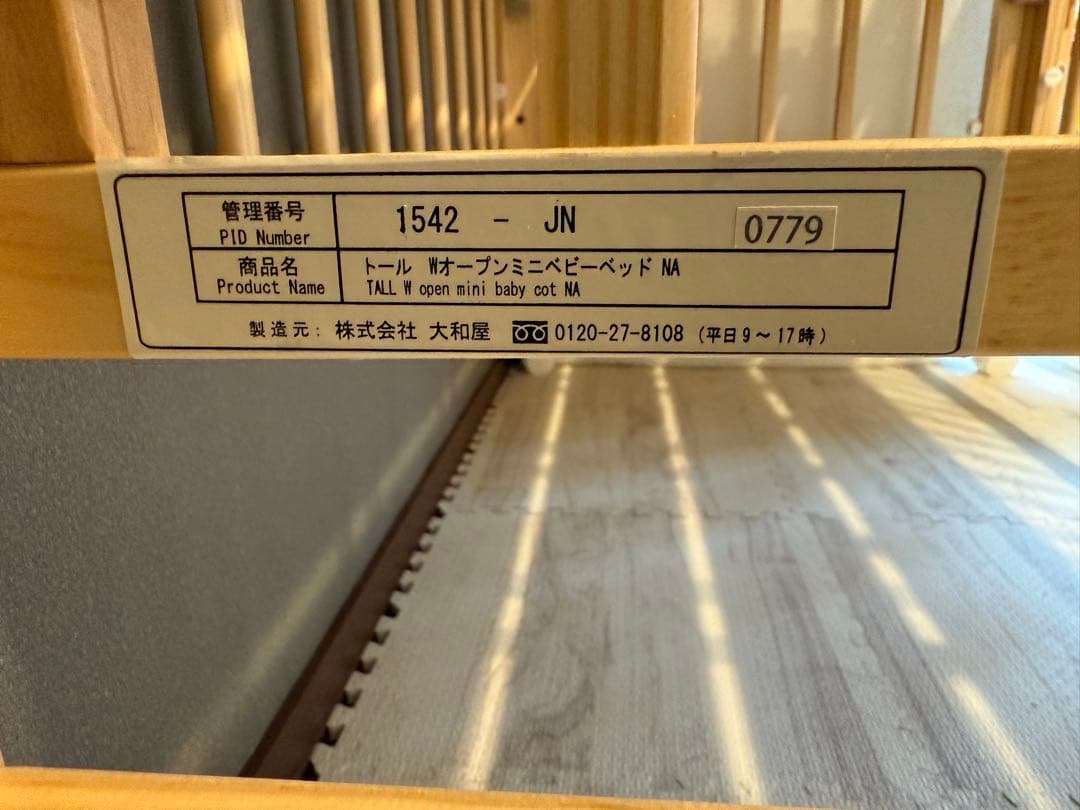 管理番号 1542 - JN 0779
PID Number
商品名 トール Wオープンミニベビーベッド NA
Product Name TALL W open mini baby cot NA
製造元: 株式会社 大和屋 0120-27-8108 (平日9〜17時)